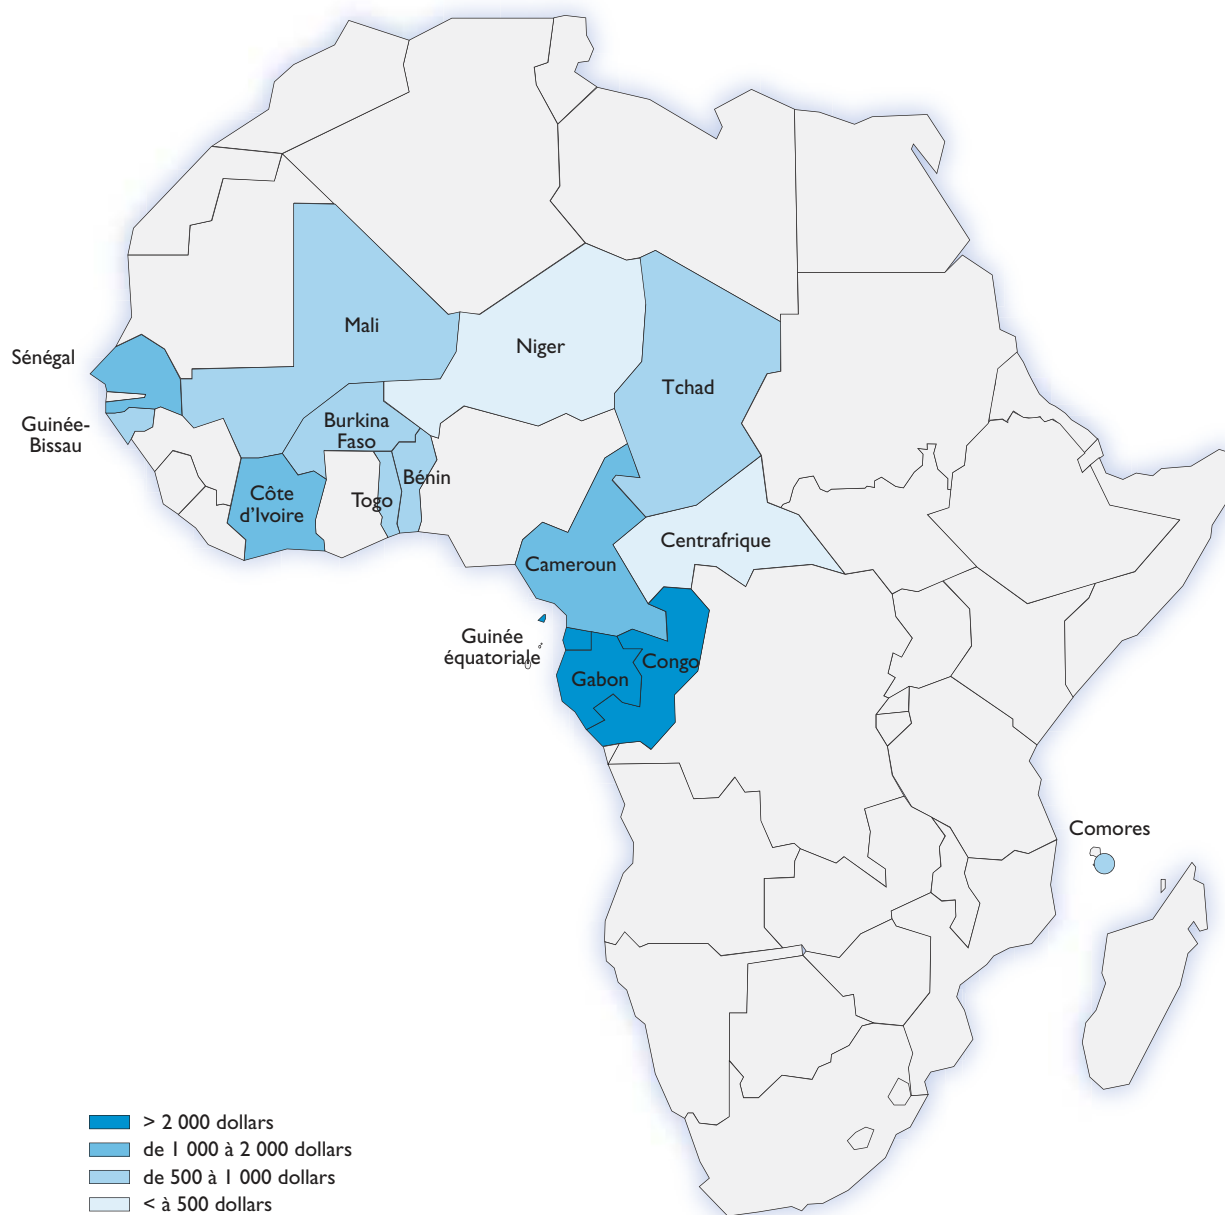 Mali
Niger
Sénégal
Tchad
Guinée-
Bissau
Burkina
Faso
Bénin
Côte
d'Ivoire
Togo
Centrafrique
Cameroun
Guinée
équatoriale
Congo
Gabon
Comores
> 2 000 dollars
de 1 000 à 2 000 dollars
de 500 à 1 000 dollars
< à 500 dollars